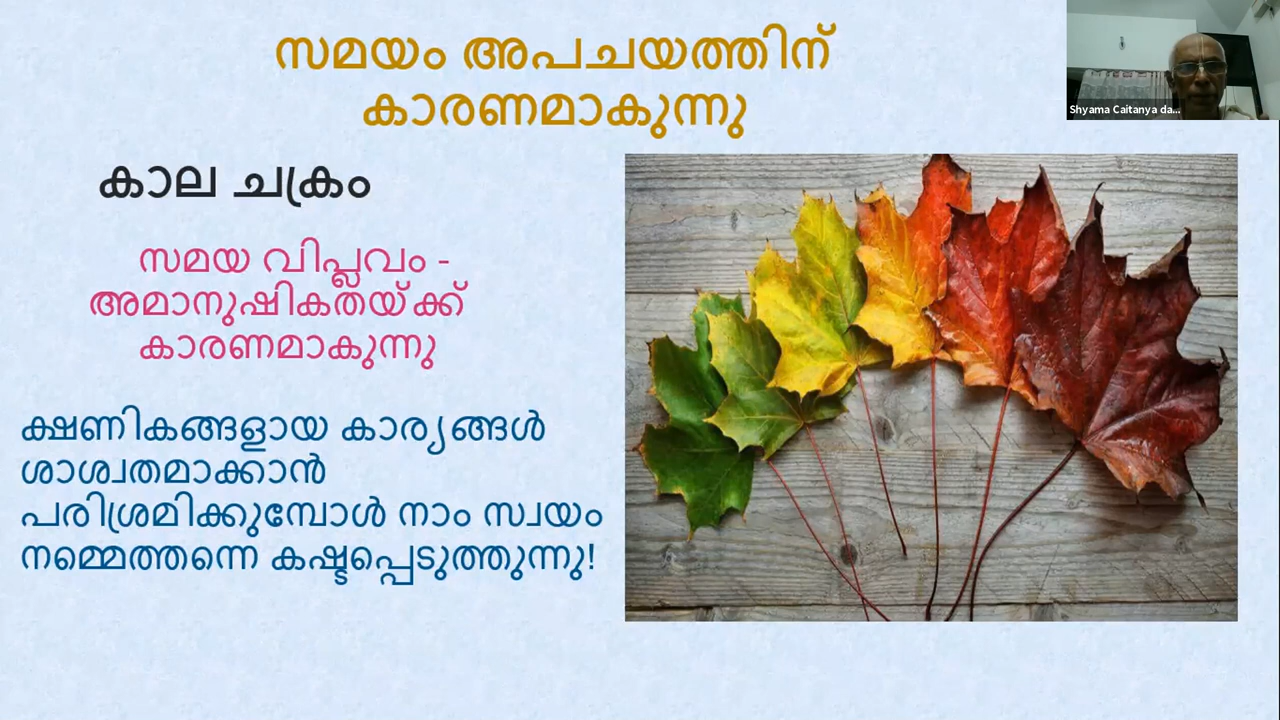 സമയം അപചയത്തിന്
കാരണമാകുന്നു
Shyama Caitanya da...
കാല ചക്രം
സമയ വിപ്ലവം -
അമാനുഷികതയ്ക്ക്
കാരണമാകുന്നു
ക്ഷണികങ്ങളായ കാര്യങ്ങൾ
ശാശ്വതമാക്കാൻ
പരിശ്രമിക്കുമ്പോൾ നാം സ്വയം
നമ്മെത്തന്നെ കഷ്ടപ്പെടുത്തുന്നു!